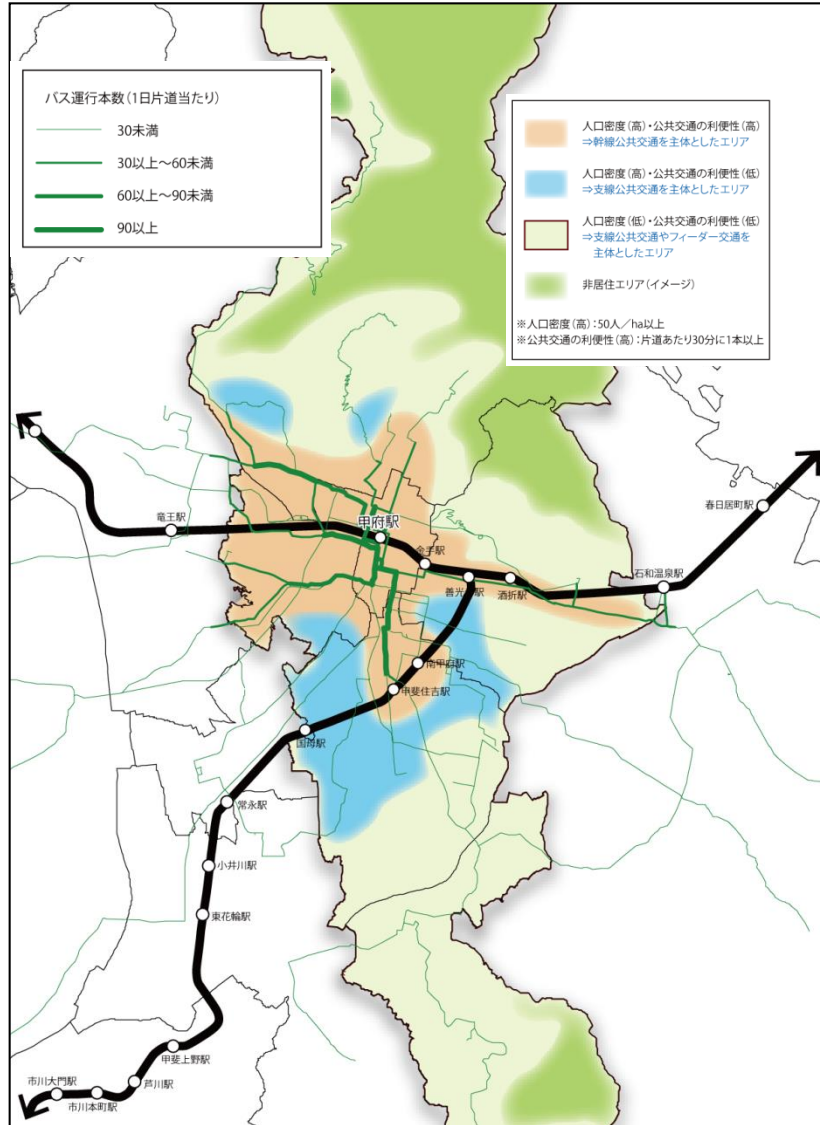 バス運行本数(1日片道当たり)
30未満
30以上~60未満
60以上~90未満
90以上
人口密度(高)・公共交通の利便性(高)
⇒幹線公共交通を主体としたエリア
人口密度(高)・公共交通の利便性(低)
⇒支線公共交通を主体としたエリア
人口密度(低)・公共交通の利便性(低)
⇒支線公共交通やフィーダー交通を
主体としたエリア
非居住エリア(イメージ)
※人口密度(高):50人/ha以上
※公共交通の利便性(高):片道あたり30分に1本以上
春日居町駅
竜王駅
甲府駅
金手駅
石和温泉駅
善光寺駅
酒折駅
南甲府駅
甲斐住吉駅
国母駅
常永駅
小井川駅
東花輪駅
甲斐上野駅
芦川駅
市川大門駅
市川本町駅